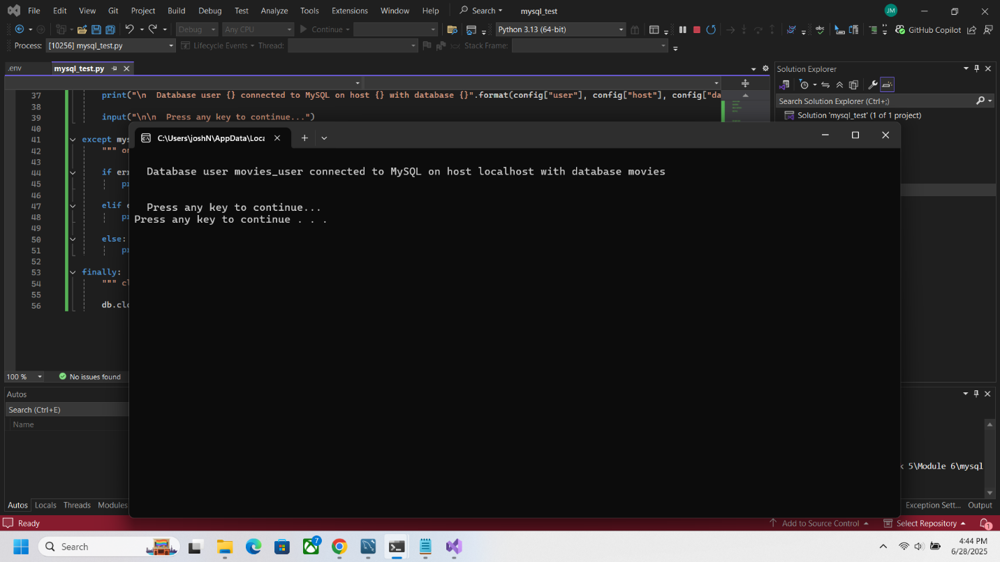 File Edit View Git Project Build Debug Test Analyze Tools Extensions Window Help Search mysql_test JM
Debug Any CPU Continue Python 3.13 (64-bit) GitHub Copilot
Process: [10256] mysql_test.py Lifecycle Events Thread: Stack Frame:
.env mysql_test.py
Solution Explorer
Search Solution Explorer (Ctrl+;)
Solution 'mysql_test' (1 of 1 project)
37 print("\n  Database user {} connected to MySQL on host {} with database {}".format(config["user"], config["host"], config["da
38
39 input("\n\n  Press any key to continue...")
40
41 except mys
42 """ on
43
44 if err
45 pr
46
47 elif e
48 pr
49
50 else:
51 pr
52
53 finally:
54 """ cl
55
56 db.clo
C:\Users\joshN\AppData\Loca
Database user movies_user connected to MySQL on host localhost with database movies
Press any key to continue...
Press any key to continue . . .
100 % No issues found
Autos
Search (Ctrl+E)
Name
5\Module 6\mysql
Autos Locals Threads Modules
Exception Sett... Output
Ready Add to Source Control Select Repository 1
Search 7
4:44 PM
6/28/2025